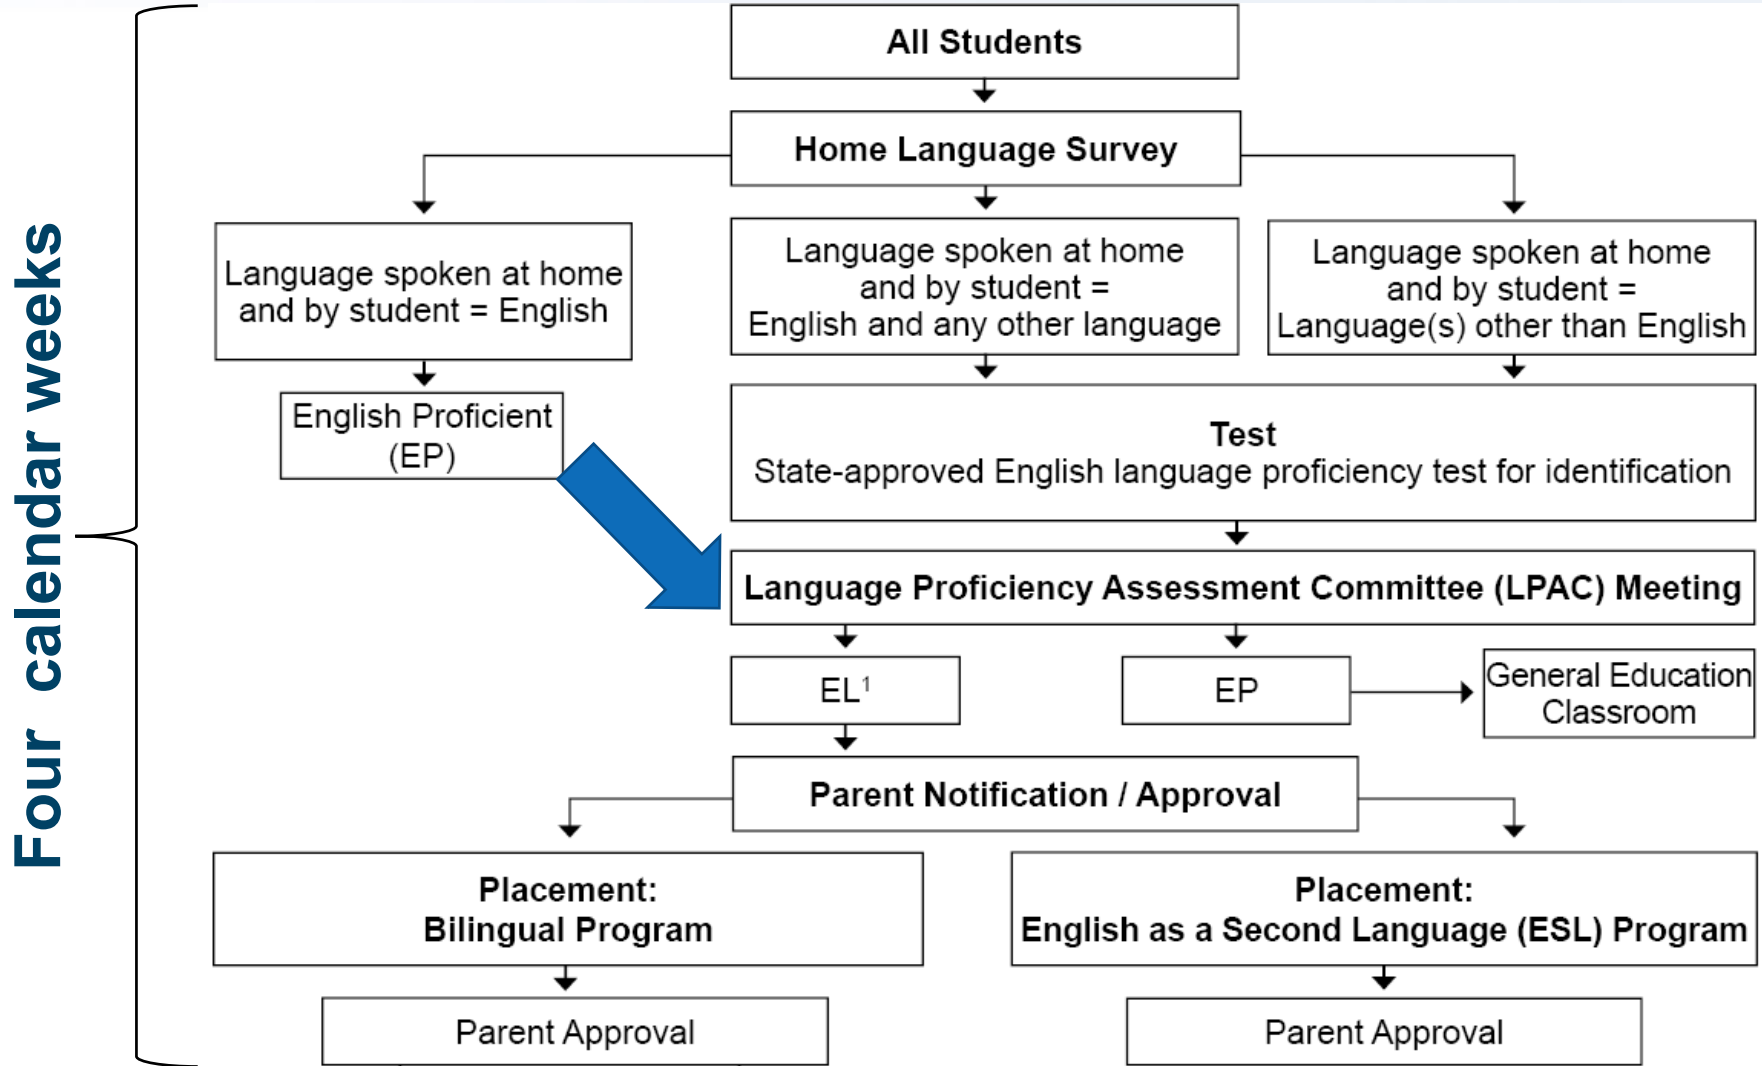 Four calendar weeks
All Students
Home Language Survey
Language spoken at home
and by student = English
Language spoken at home
and by student =
English and any other language
Language spoken at home
and by student =
Language(s) other than English
English Proficient
(EP)
Test
State-approved English language proficiency test for identification
Language Proficiency Assessment Committee (LPAC) Meeting
EL¹
EP
General Education
Classroom
Parent Notification / Approval
Placement:
Bilingual Program
Placement:
English as a Second Language (ESL) Program
Parent Approval
Parent Approval